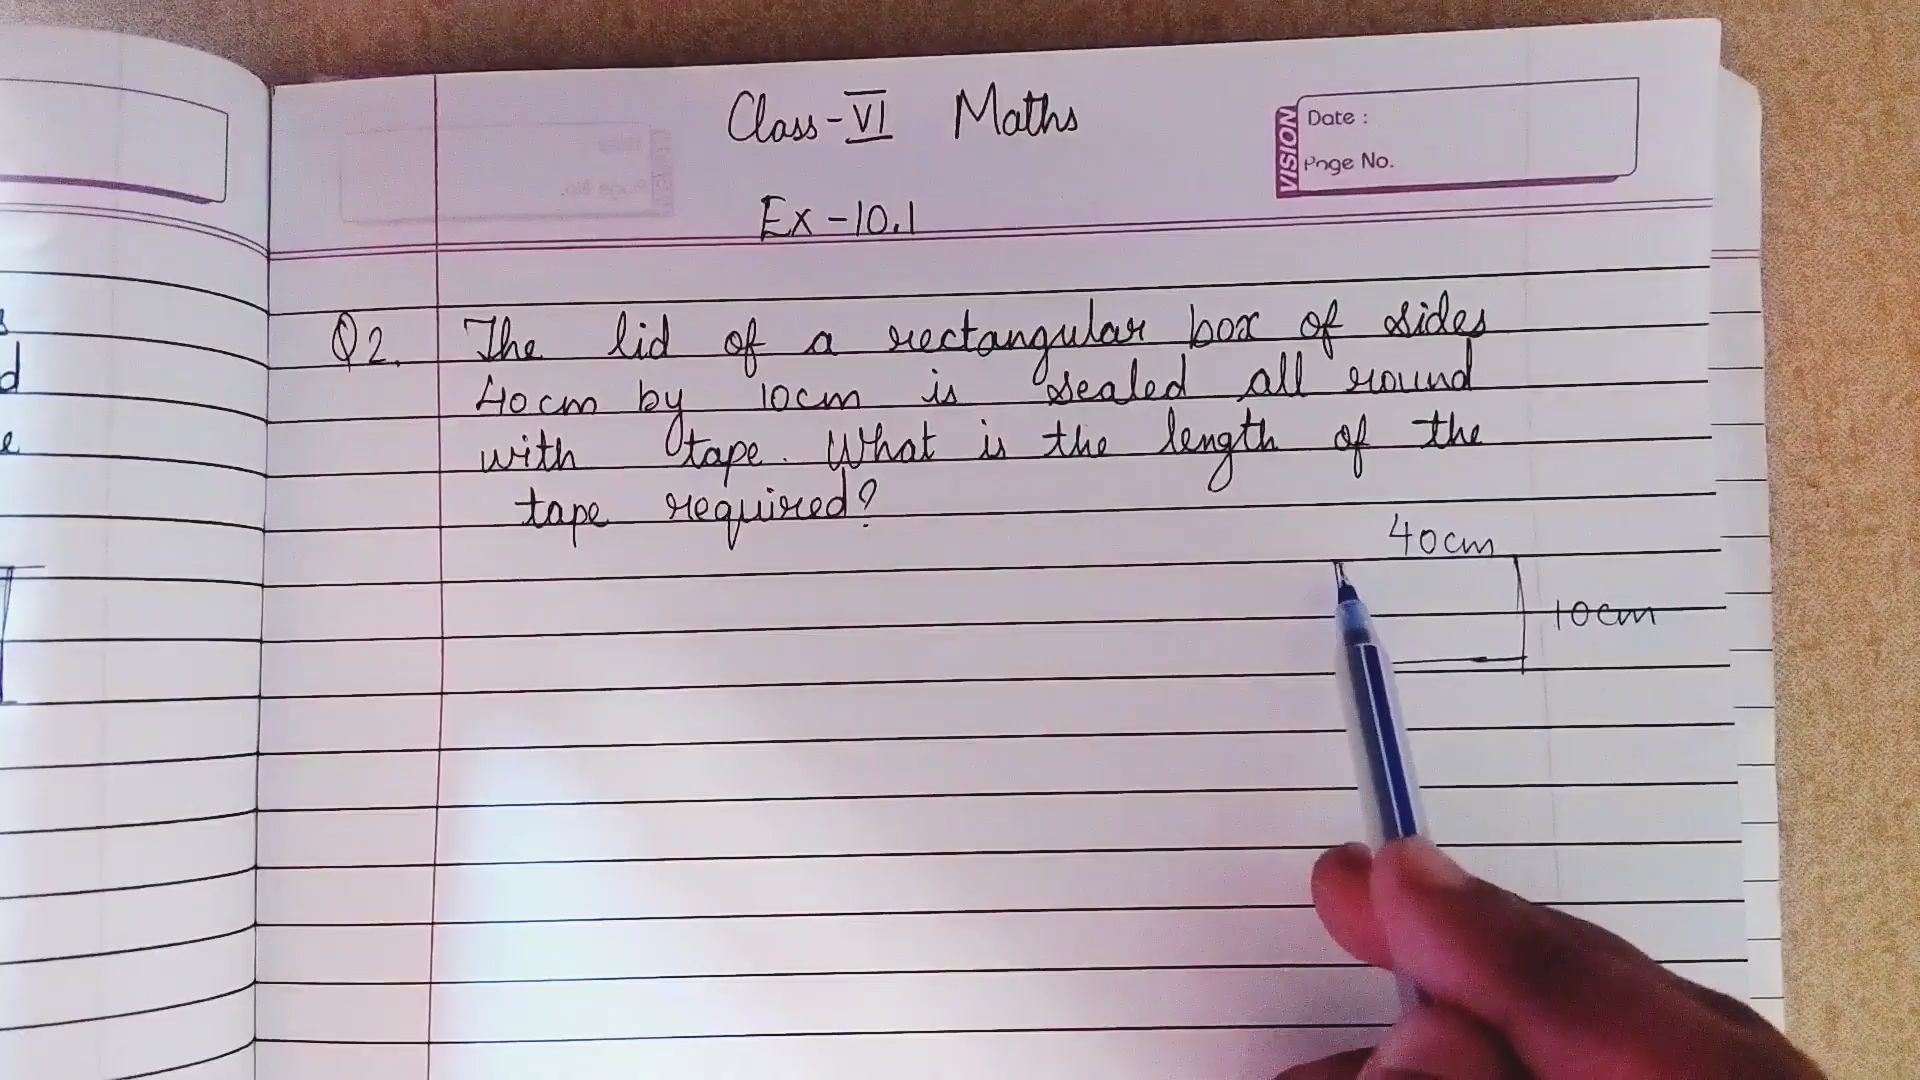 Class-VI Maths
VISION
Date :
Page No.
Ex-10.1
Q2. The lid of a rectangular box of sides
40cm by 10cm is sealed all round
with tape. What is the length of the
tape required?
40cm
10cm
d
e